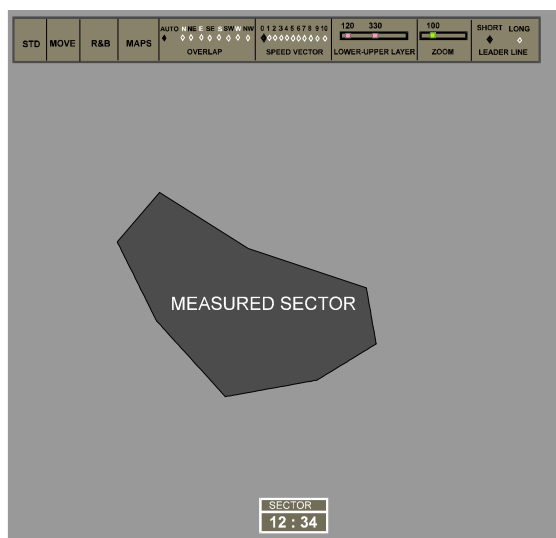 AUTO N NE E SE S SW W NW
0 1 2 3 4 5 6 7 8 9 10
120 330
100
SHORT LONG
STD MOVE R&B MAPS
OVERLAP
SPEED VECTOR
LOWER-UPPER LAYER
ZOOM
LEADER LINE
MEASURED SECTOR
SECTOR
12 : 34